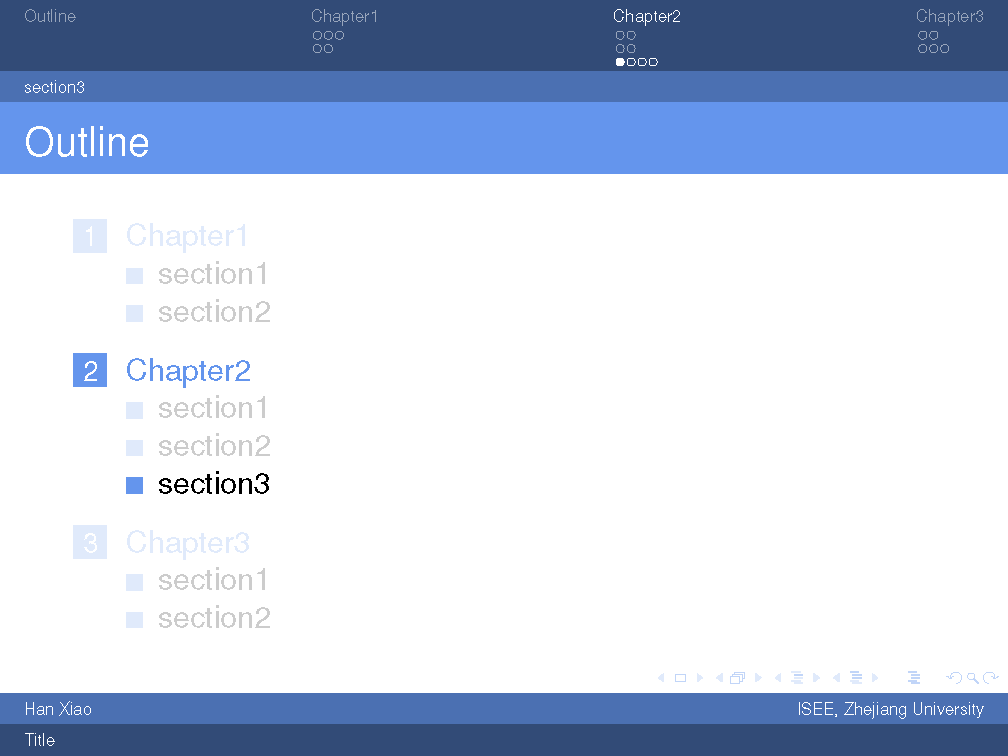 Outline Chapter1 Chapter2 Chapter3
section3
Outline
1 Chapter1
section1
section2
2 Chapter2
section1
section2
section3
3 Chapter3
section1
section2
Han Xiao ISEE, Zhejiang University
Title